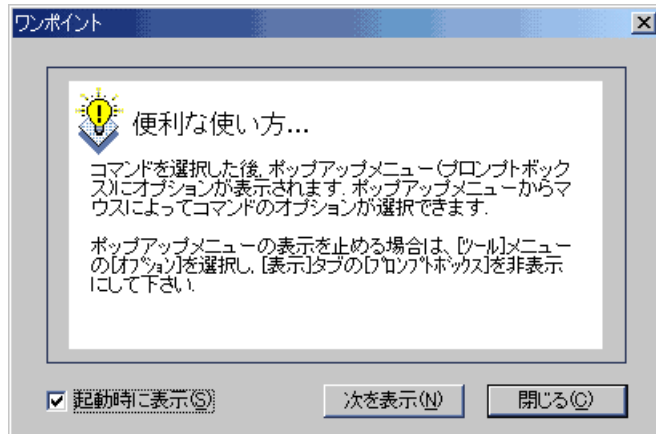 ワンポイント
便利な使い方...
コマンドを選択した後, ポップアップメニュー(プロンプトボック
ス)にオプションが表示されます. ポップアップメニューからマ
ウスによってコマンドのオプションが選択できます.
ポップアップメニューの表示を止める場合は、[ツール]メニュー
の[ｵﾌﾟｼｮﾝ]を選択し, [表示]タブの[ﾌﾟﾛﾝﾌﾟﾄﾎﾞｯｸｽ]を非表示
にして下さい.
起動時に表示(S)
次を表示(N)
閉じる(C)